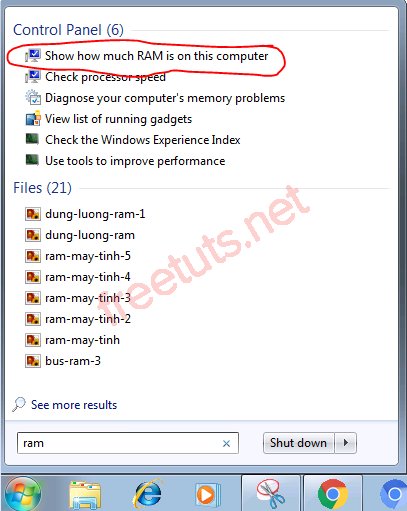 Control Panel (6)
Show how much RAM is on this computer
Check processor speed
Diagnose your computer's memory problems
View list of running gadgets
Check the Windows Experience Index
Use tools to improve performance
Files (21)
dung-luong-ram-1
dung-luong-ram
ram-may-tinh-5
ram-may-tinh-4
ram-may-tinh-3
ram-may-tinh-2
ram-may-tinh
bus-ram-3
freetuts.net
See more results
ram
Shut down